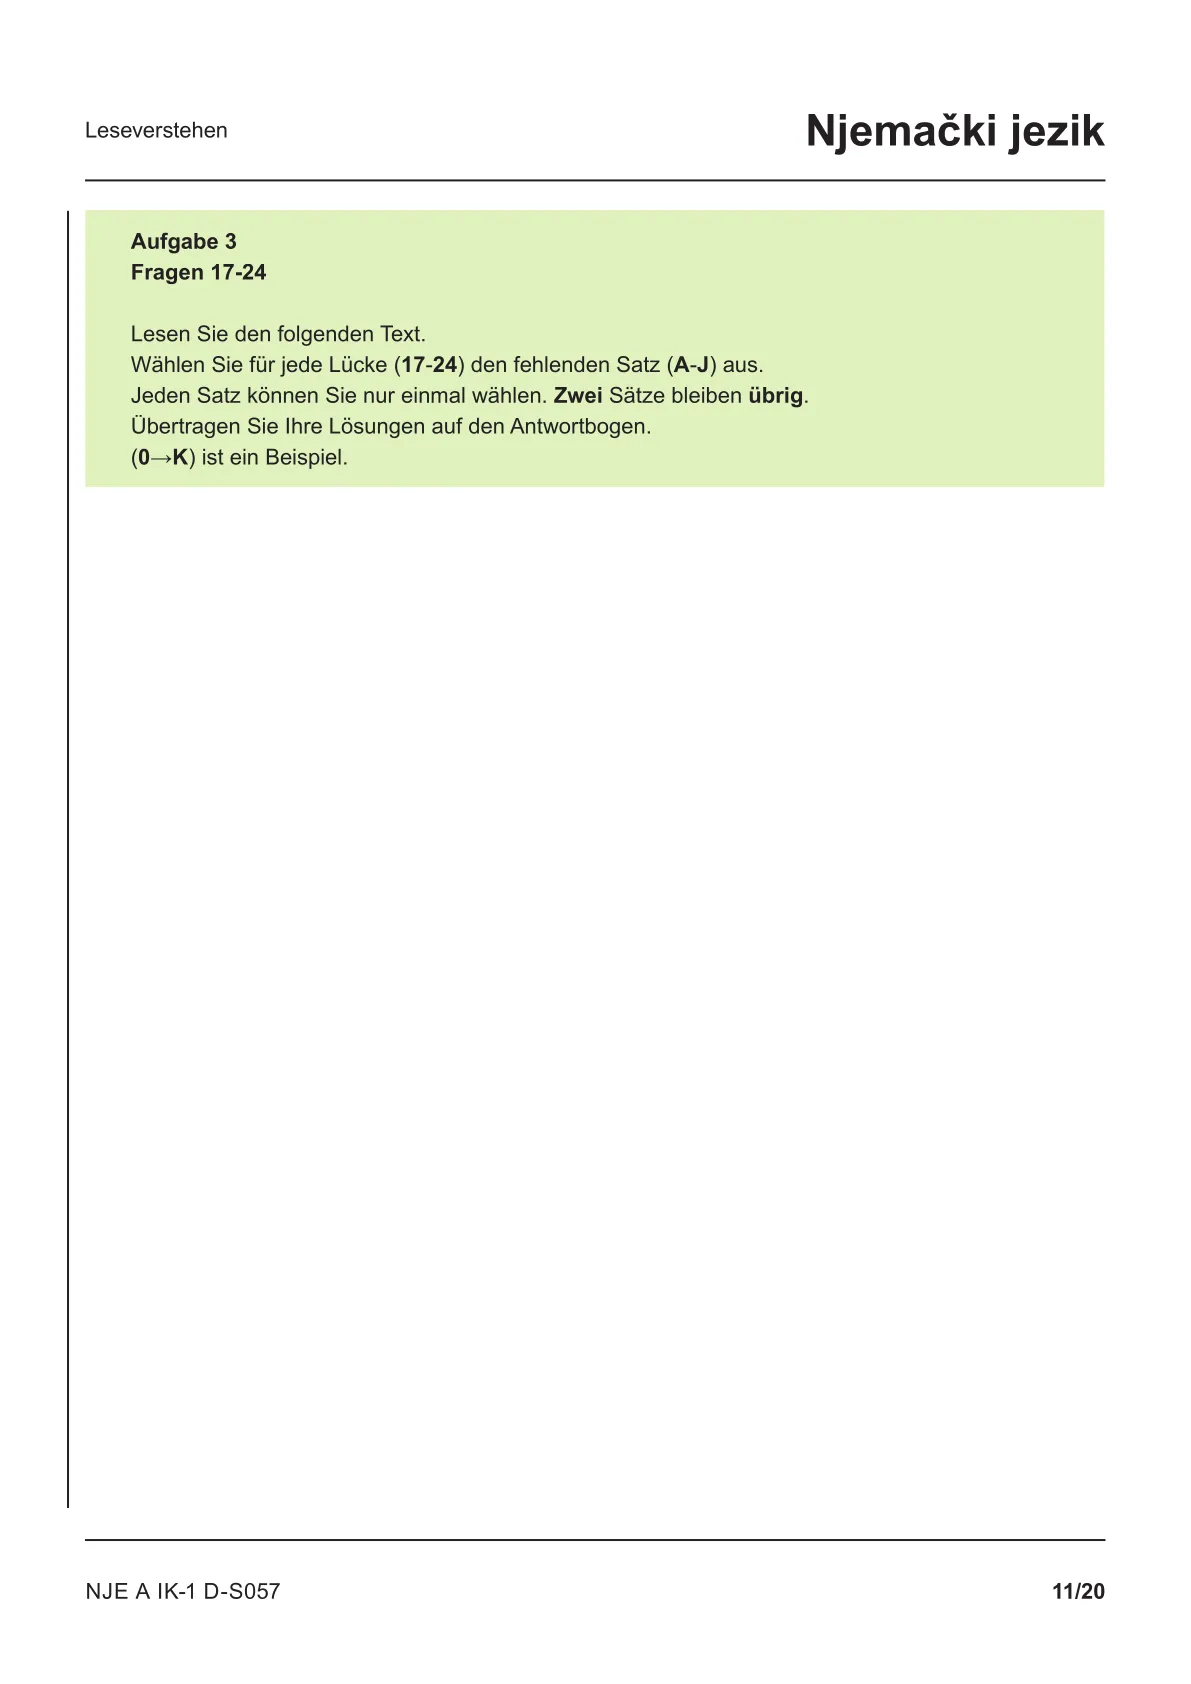 Leseverstehen
Njemački jezik
Aufgabe 3
Fragen 17-24
Lesen Sie den folgenden Text.
Wählen Sie für jede Lücke (17-24) den fehlenden Satz (A-J) aus.
Jeden Satz können Sie nur einmal wählen. Zwei Sätze bleiben übrig.
Übertragen Sie Ihre Lösungen auf den Antwortbogen.
(0→K) ist ein Beispiel.
NJE A IK-1 D-S057
11/20